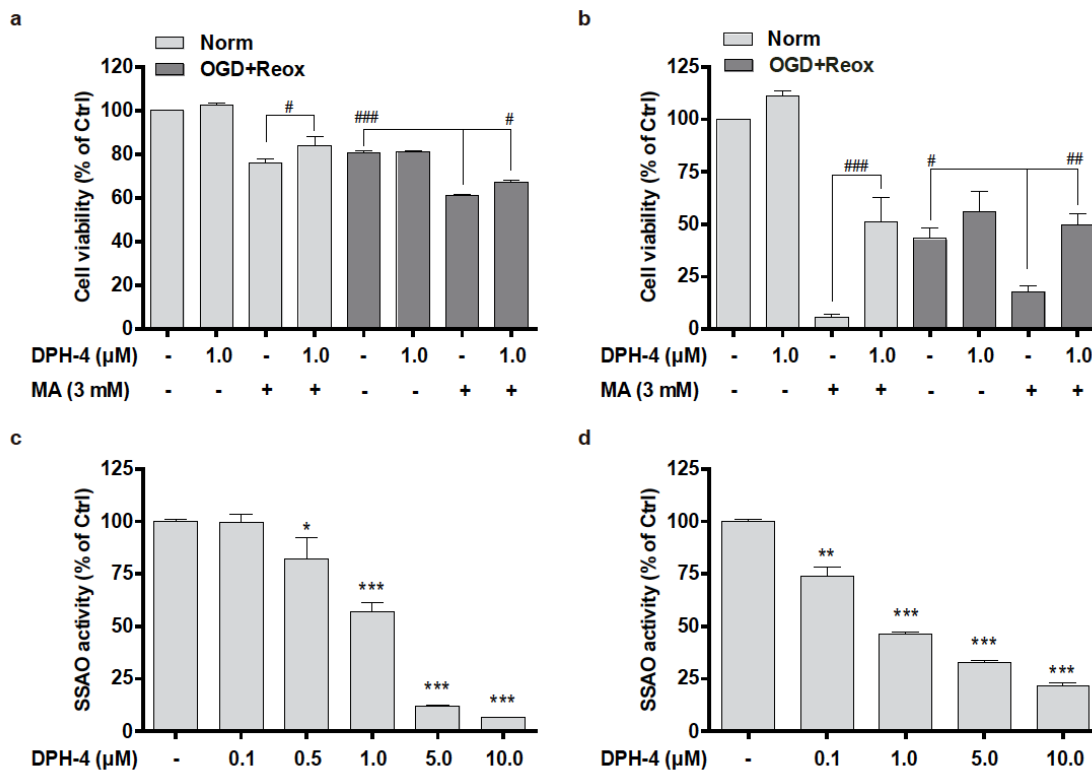 a
Norm
OGD+Reox
Cell viability (% of Ctrl)
120
100
80
60
40
20
0
#
###
#
DPH-4 (µM) - 1.0 - 1.0 - 1.0 - 1.0
MA (3 mM) - - + + - - + +
b
Norm
OGD+Reox
Cell viability (% of Ctrl)
125
100
75
50
25
0
###
#
##
DPH-4 (µM) - 1.0 - 1.0 - 1.0 - 1.0
MA (3 mM) - - + + - - + +
c
SSAO activity (% of Ctrl)
125
100
75
50
25
0
*
***
***
***
DPH-4 (µM) - 0.1 0.5 1.0 5.0 10.0
d
SSAO activity (% of Ctrl)
125
100
75
50
25
0
**
***
***
***
DPH-4 (µM) - 0.1 1.0 5.0 10.0